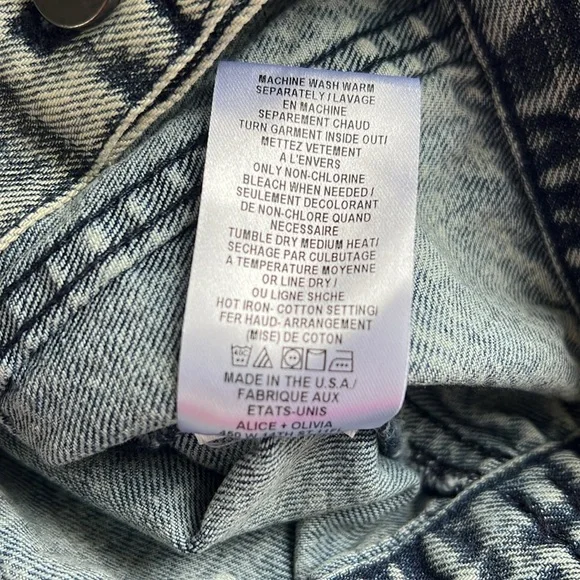 MACHINE WASH WARM
SEPARATELY / LAVAGE
EN MACHINE
SEPAREMENT CHAUD
TURN GARMENT INSIDE OUT/
METTEZ VETEMENT
A L'ENVERS
ONLY NON-CHLORINE
BLEACH WHEN NEEDED /
SEULEMENT DECOLORANT
DE NON-CHLORE QUAND
NECESSAIRE
TUMBLE DRY MEDIUM HEAT/
SECHAGE PAR CULBUTAGE
A TEMPERATURE MOYENNE
OR LINE DRY /
OU LIGNE SHCHE
HOT IRON- COTTON SETTING/
FER HAUD- ARRANGEMENT
(MISE) DE COTON
MADE IN THE U.S.A./
FABRIQUE AUX
ETATS-UNIS
ALICE + OLIVIA